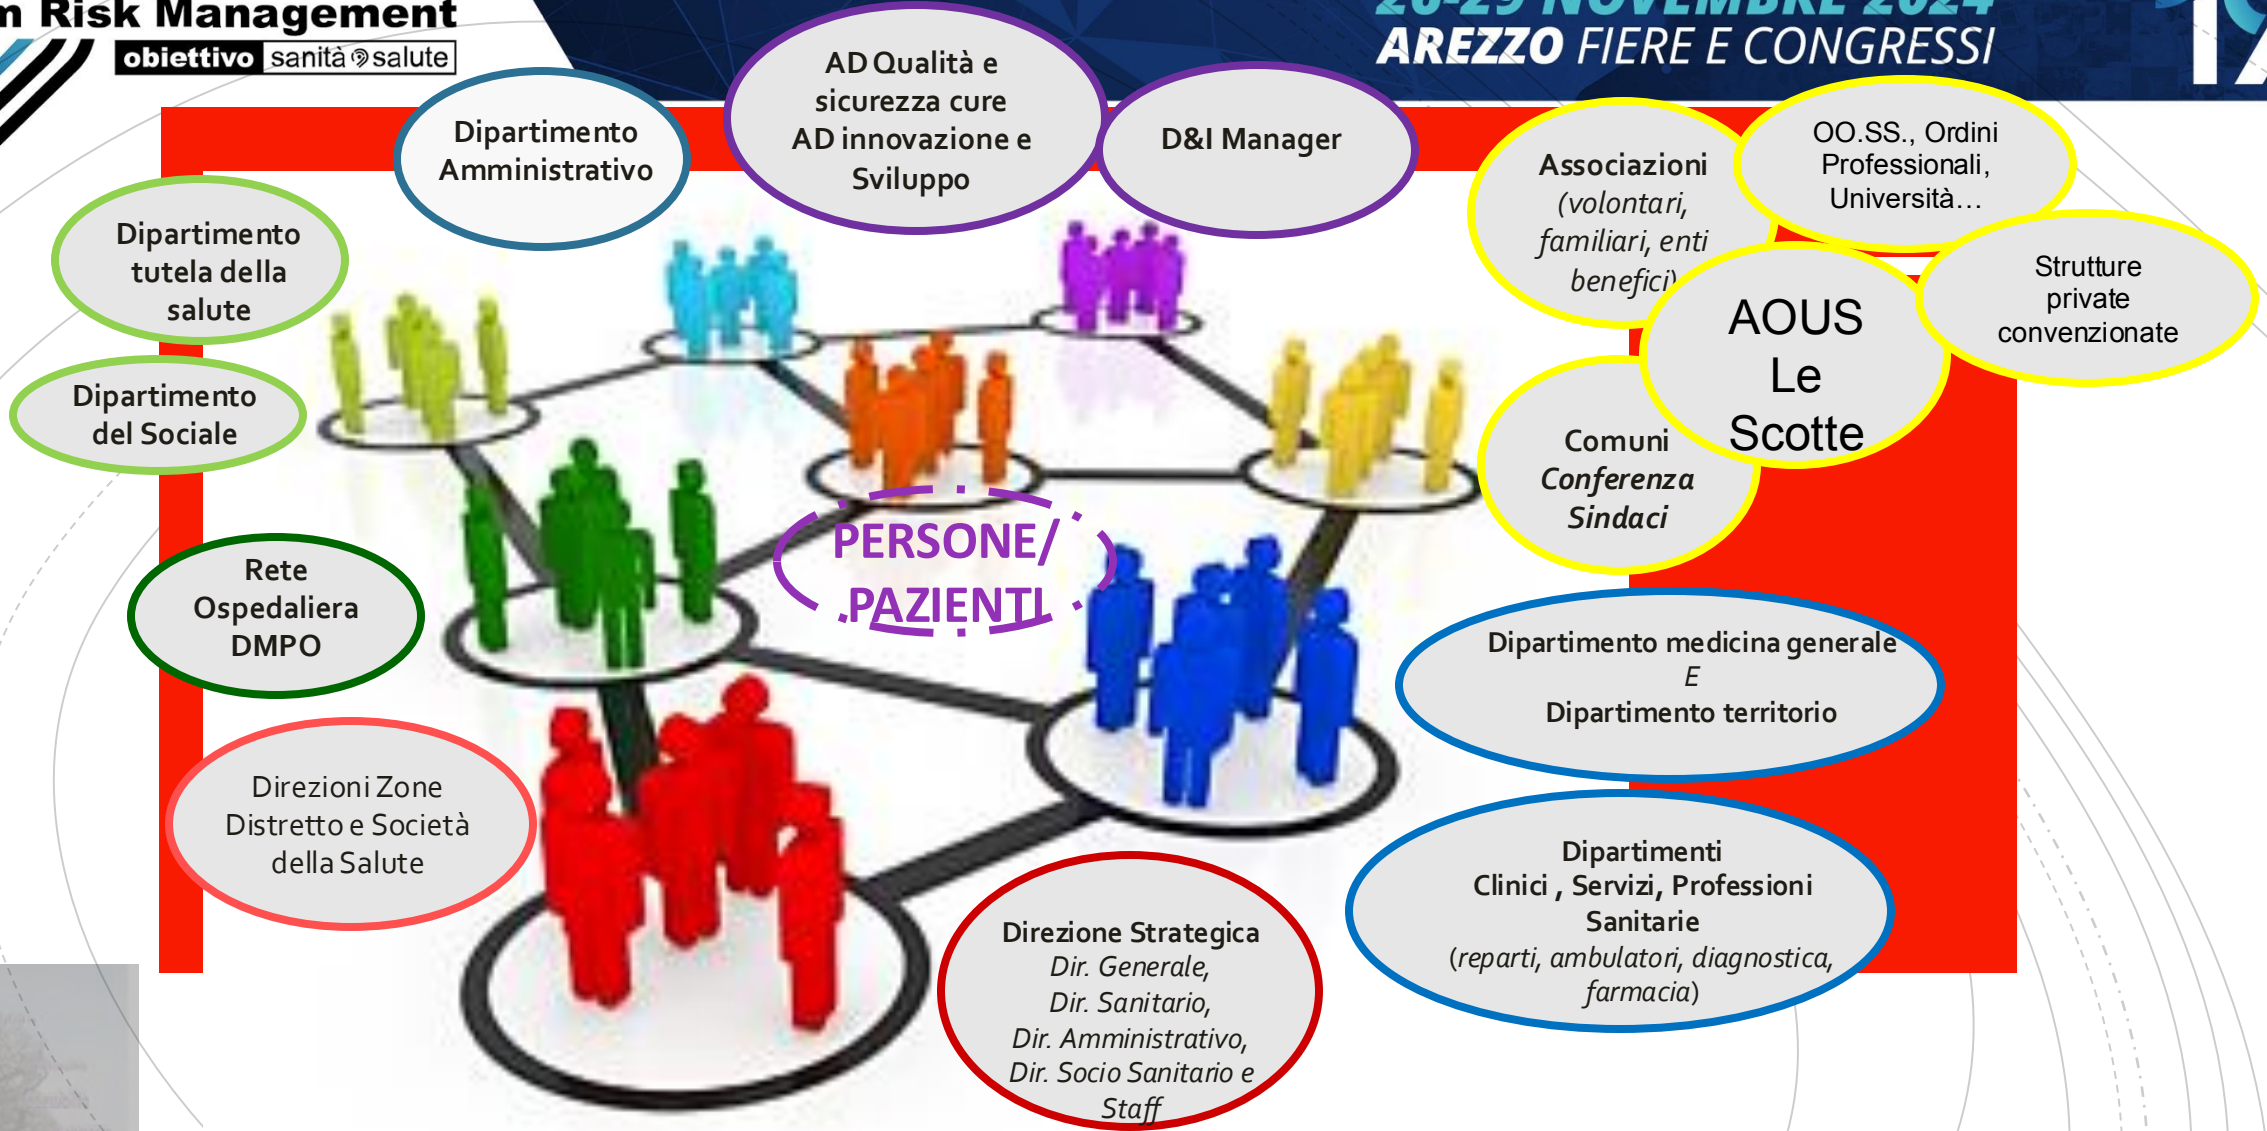 m Risk Management
obiettivo sanità salute
26-29 NOVEMBRE 2024
AREZZO FIERE E CONGRESSI
AD Qualità e
sicurezza cure
AD innovazione e
Sviluppo
Dipartimento
Amministrativo
D&I Manager
Associazioni
(volontari,
familiari, enti
benefici)
OO.SS., Ordini
Professionali,
Università...
Strutture
private
convenzionate
AOUS
Le
Scotte
Comuni
Conferenza
Sindaci
Dipartimento
tutela della
salute
Dipartimento
del Sociale
Rete
Ospedaliera
DMPO
PERSONE/
PAZIENTI
Dipartimento medicina generale
E
Dipartimento territorio
Direzioni Zone
Distretto e Società
della Salute
Dipartimenti
Clinici , Servizi, Professioni
Sanitarie
(reparti, ambulatori, diagnostica,
farmacia)
Direzione Strategica
Dir. Generale,
Dir. Sanitario,
Dir. Amministrativo,
Dir. Socio Sanitario e
Staff